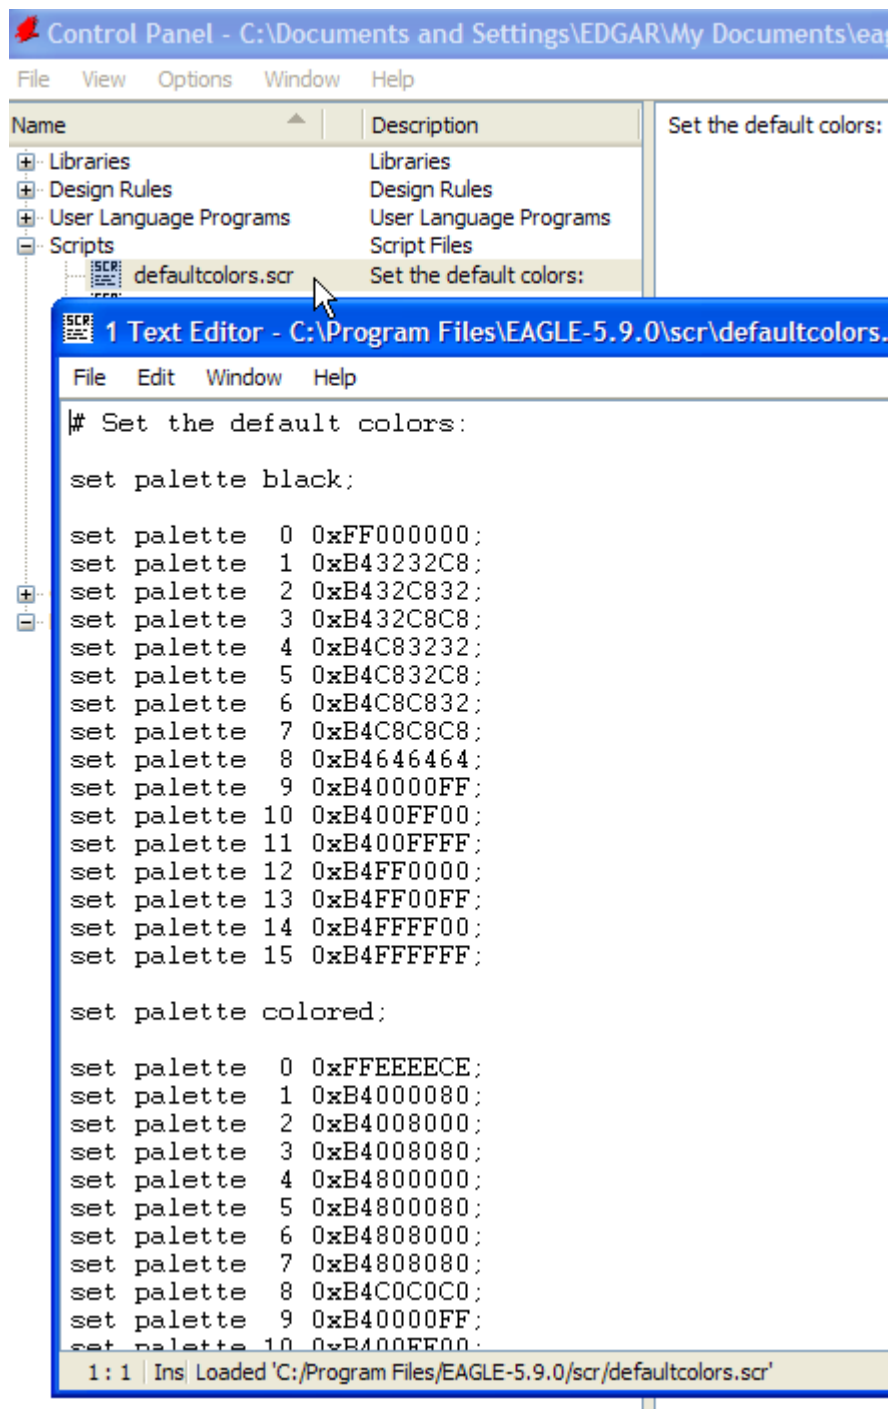 Control Panel - C:\Documents and Settings\EDGAR\My Documents\eag
File View Options Window Help
Name Description
Set the default colors:
Libraries Libraries
Design Rules Design Rules
User Language Programs User Language Programs
Scripts Script Files
SCR defaultcolors.scr Set the default colors:
SCR 1 Text Editor - C:\Program Files\EAGLE-5.9.0\scr\defaultcolors.
File Edit Window Help
# Set the default colors:
set palette black;
set palette 0 0xFF000000;
set palette 1 0xB43232C8;
set palette 2 0xB432C832;
set palette 3 0xB432C8C8;
set palette 4 0xB4C83232;
set palette 5 0xB4C832C8;
set palette 6 0xB4C8C832;
set palette 7 0xB4C8C8C8;
set palette 8 0xB4646464;
set palette 9 0xB40000FF;
set palette 10 0xB400FF00;
set palette 11 0xB400FFFF;
set palette 12 0xB4FF0000;
set palette 13 0xB4FF00FF;
set palette 14 0xB4FFFF00;
set palette 15 0xB4FFFFFF;
set palette colored;
set palette 0 0xFFEEEECE;
set palette 1 0xB4000080;
set palette 2 0xB4008000;
set palette 3 0xB4008080;
set palette 4 0xB4800000;
set palette 5 0xB4800080;
set palette 6 0xB4808000;
set palette 7 0xB4808080;
set palette 8 0xB4C0C0C0;
set palette 9 0xB40000FF;
set palette 10 0xB400FF00;
1 : 1 Ins Loaded 'C:/Program Files/EAGLE-5.9.0/scr/defaultcolors.scr'